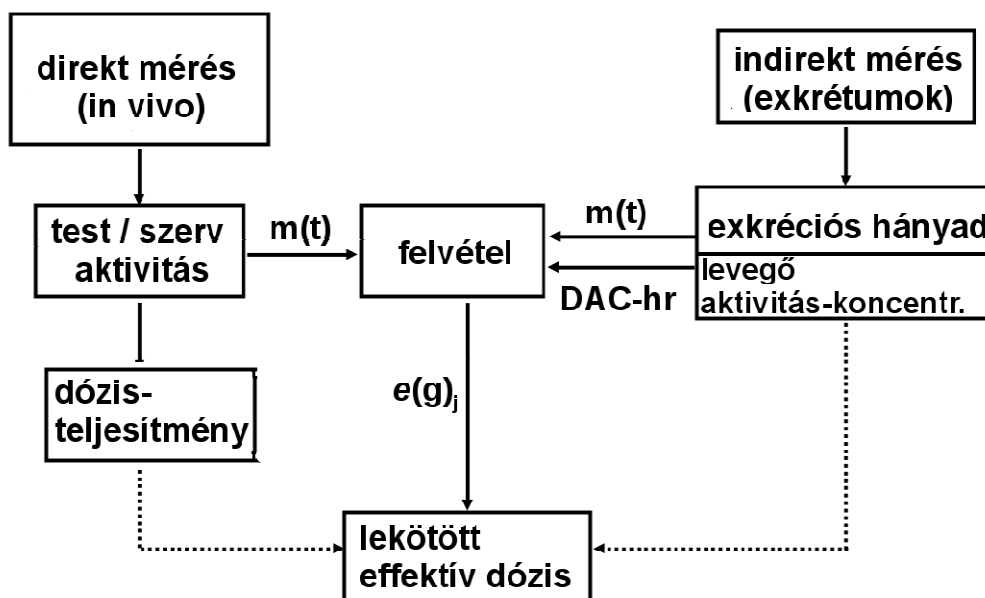 direkt mérés
(in vivo)
indirekt mérés
(exkrétumok)
test / szerv
aktivitás
m(t)
felvétel
m(t)
DAC-hr
exkréciós hányad
levegő
aktivitás-koncentr.
dózis-
teljesítmény
e(g)j
lekötött
effektív dózis